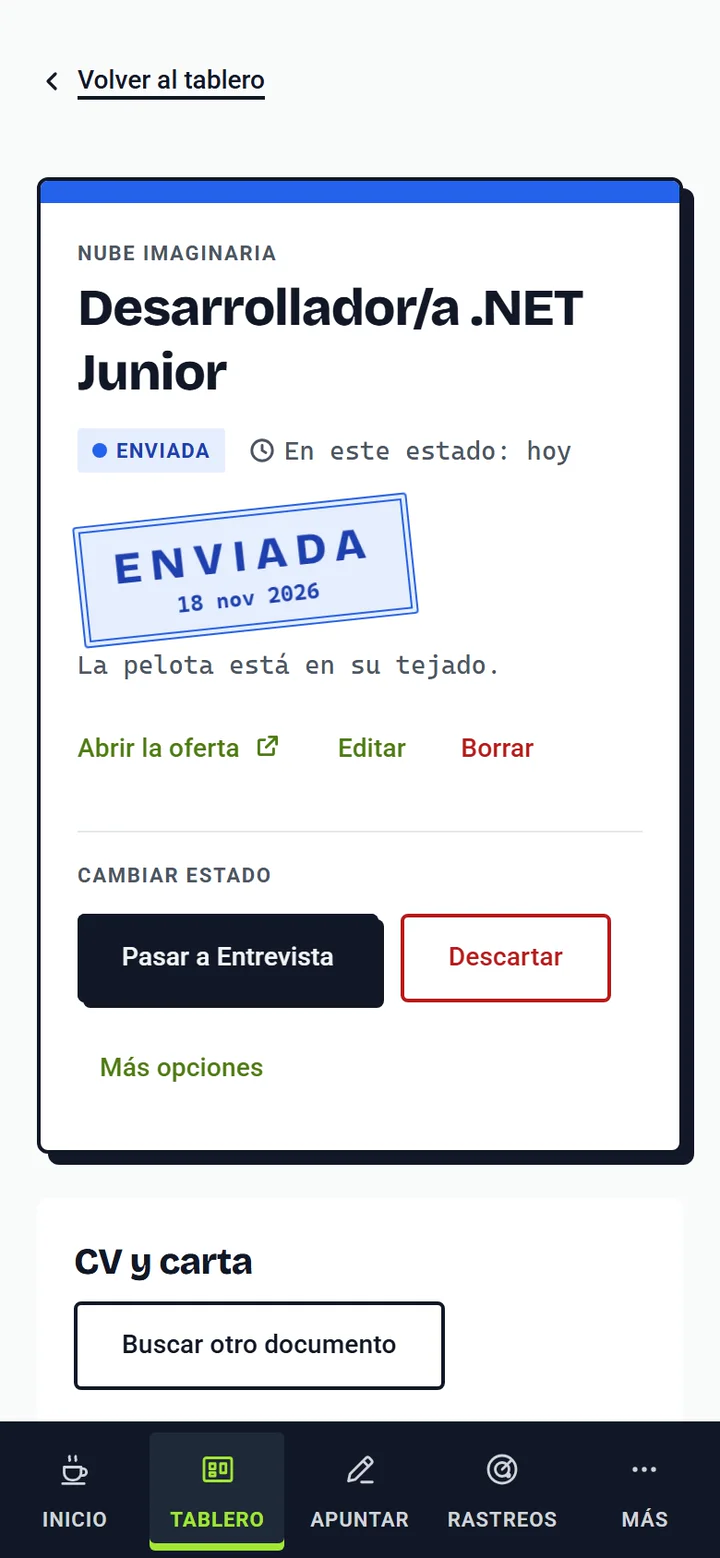 Volver al tablero
NUBE IMAGINARIA
Desarrollador/a .NET
Junior
ENVIADA
En este estado: hoy
ENVIADA
18 nov 2026
La pelota está en su tejado.
Abrir la oferta
Editar
Borrar
CAMBIAR ESTADO
Pasar a Entrevista
Descartar
Más opciones
CV y carta
Buscar otro documento
INICIO
TABLERO
APUNTAR
RASTREOS
MÁS